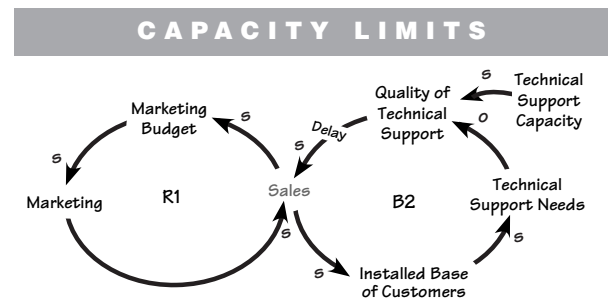 CAPACITY LIMITS
Marketing
Budget
s
s
Marketing
R1
s
Sales
Delay
s
Quality of
Technical
Support
s
Technical
Support
Capacity
o
B2
Technical
Support Needs
s
s
Installed Base
of Customers